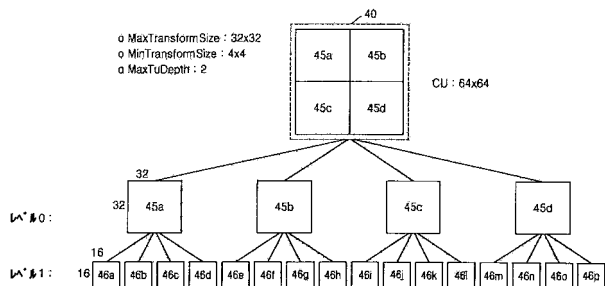 40
o MaxTransformSize : 32x32
o MinTransformSize : 4x4
o MaxTuDepth : 2
45a 45b
45c 45d
CU : 64x64
32
レベル0 : 32 45a 45b 45c 45d
16
レベル1 : 16 46a 46b 46c 46d 46e 46f 46g 46h 46i 46j 46k 46l 46m 46n 46o 46p